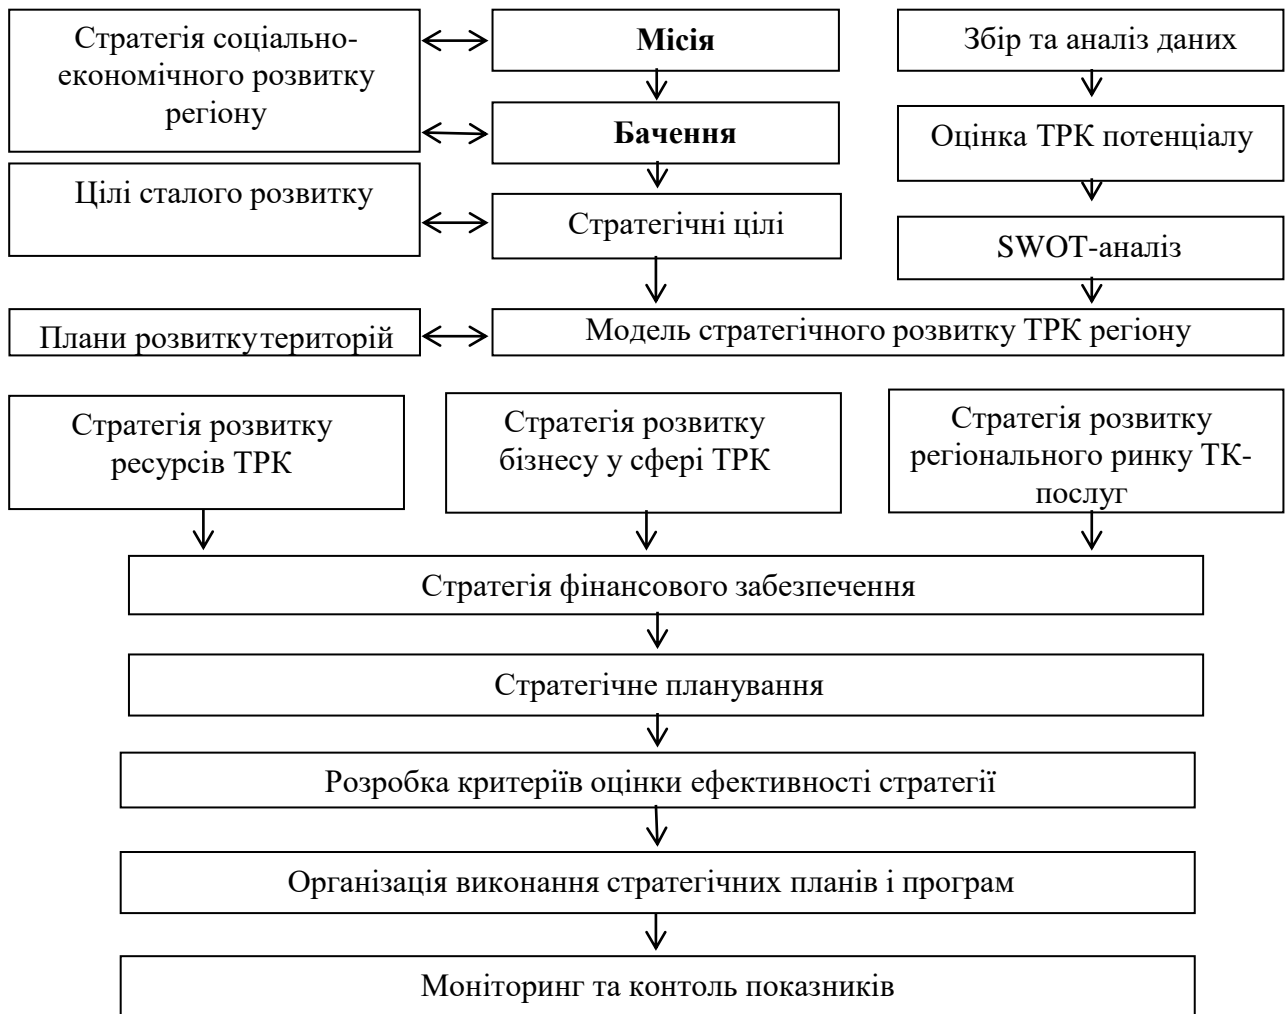 Стратегія соціально-
економічного розвитку
регіону
Місія
Збір та аналіз даних
Бачення
Оцінка ТРК потенціалу
Цілі сталого розвитку
Стратегічні цілі
SWOT-аналіз
Плани розвитку територій
Модель стратегічного розвитку ТРК регіону
Стратегія розвитку
ресурсів ТРК
Стратегія розвитку
бізнесу у сфері ТРК
Стратегія розвитку
регіонального ринку ТК-
послуг
Стратегія фінансового забезпечення
Стратегічне планування
Розробка критеріїв оцінки ефективності стратегії
Організація виконання стратегічних планів і програм
Моніторинг та контоль показників